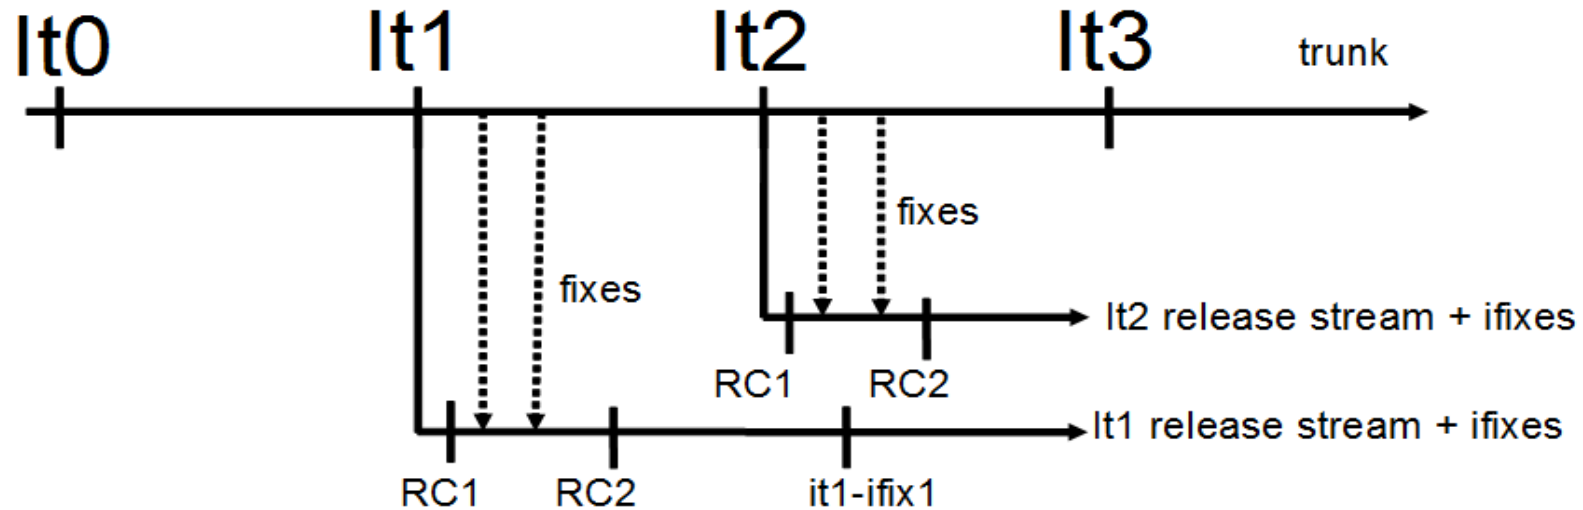 It0 It1 It2 It3 trunk
fixes
fixes
It2 release stream + ifixes
RC1 RC2
It1 release stream + ifixes
RC1 RC2 it1-ifix1